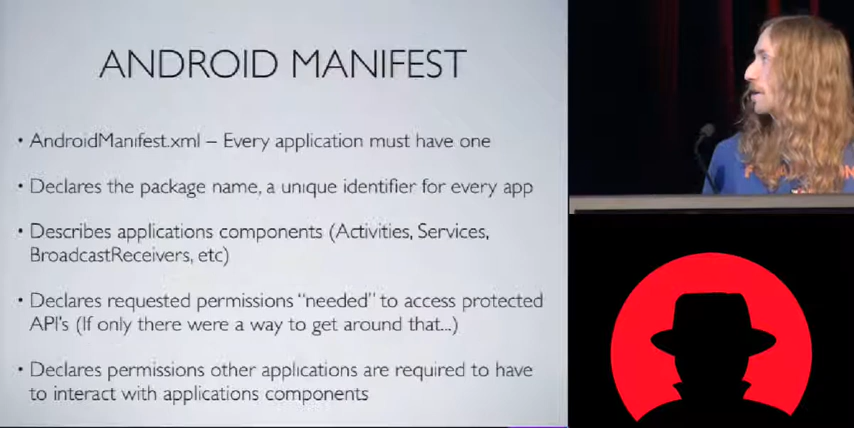 ANDROID MANIFEST
• AndroidManifest.xml – Every application must have one
• Declares the package name, a unique identifier for every app
• Describes applications components (Activities, Services,
BroadcastReceivers, etc)
• Declares requested permissions “needed” to access protected
API's (If only there were a way to get around that...)
• Declares permissions other applications are required to have
to interact with applications components